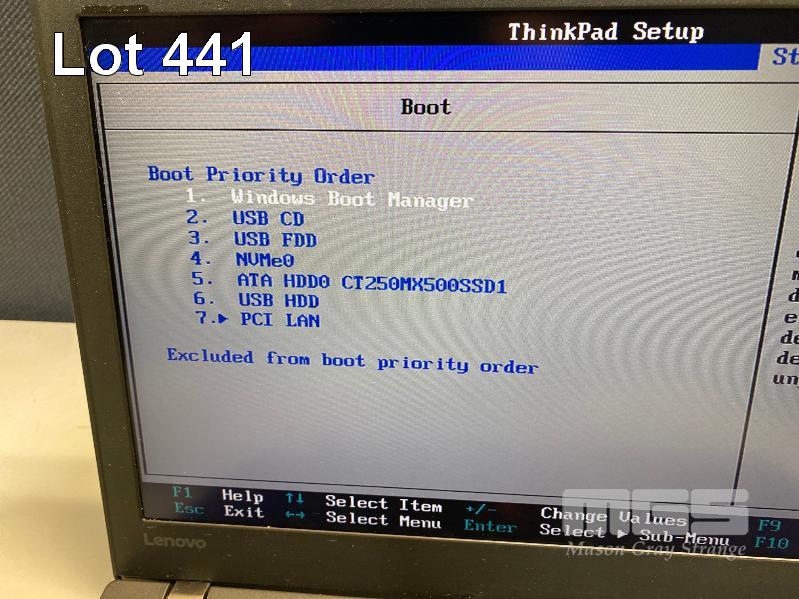 Lot 441
ThinkPad Setup
Boot
Boot Priority Order
1. Windows Boot Manager
2. USB CD
3. USB FDD
4. NVMe0
5. ATA HDD0 CT250MX500SSD1
6. USB HDD
7.▸ PCI LAN
Excluded from boot priority order
F1 Help ↑↓ Select Item +/- Change Values F9
Esc Exit ←→ Select Menu Enter Select ▸ Sub-Menu F10
Lenovo
MGS
Mason Gray Strange